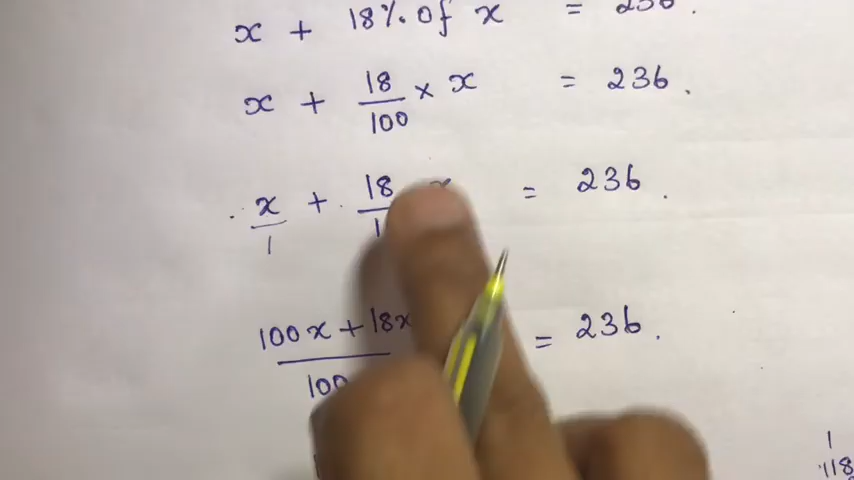 x + 18% of x = 236.
x + 18/100 × x = 236.
x/1 + 18 x = 236.
100x + 18x / 100 = 236.
1
118